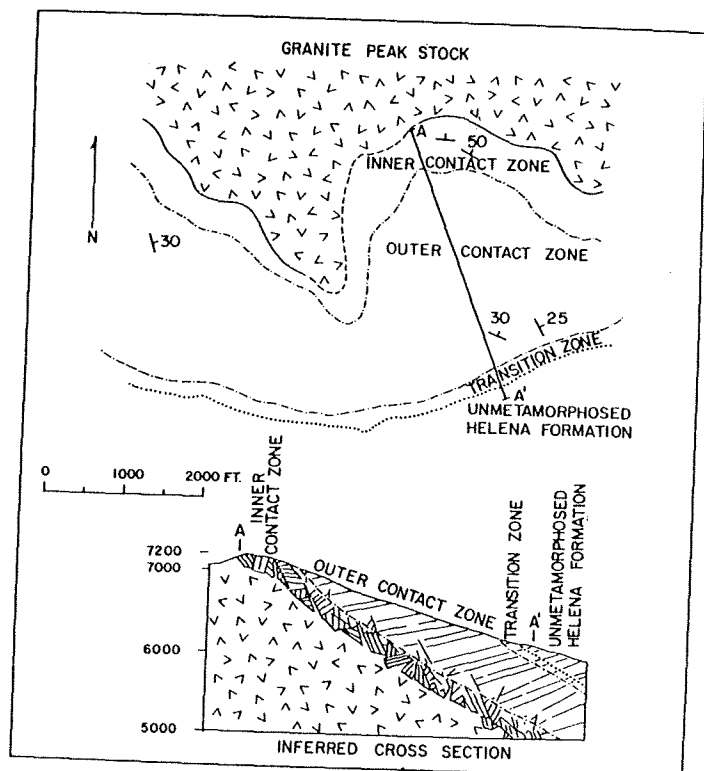 GRANITE PEAK STOCK
A
50
INNER CONTACT ZONE
N
30
OUTER CONTACT ZONE
30
25
TRANSITION ZONE
A'
UNMETAMORPHOSED
HELENA FORMATION
0
1000
2000 FT.
A
INNER
CONTACT ZONE
7200
7000
6000
5000
OUTER CONTACT ZONE
TRANSITION ZONE
A'
UNMETAMORPHOSED
HELENA FORMATION
INFERRED CROSS SECTION